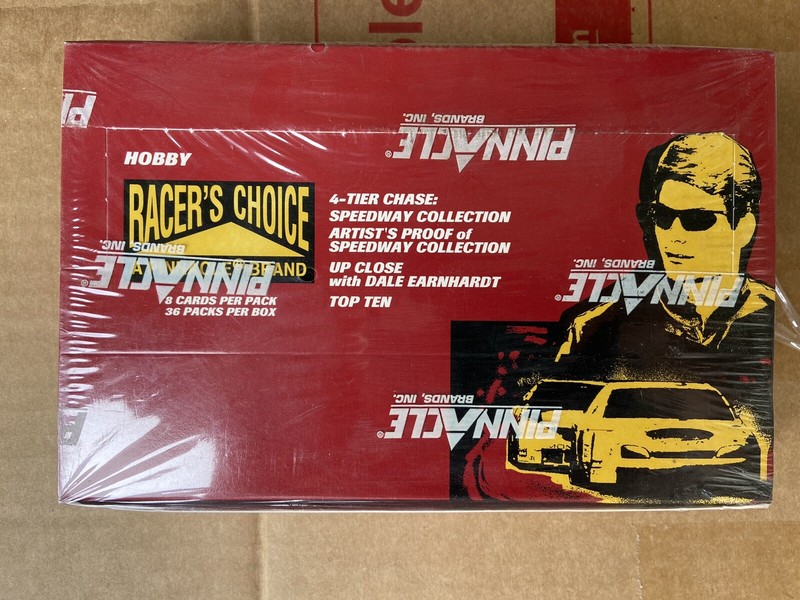 PINNACLE®
BRANDS, INC.
HOBBY
RACER'S CHOICE
A PINNACLE® BRAND
8 CARDS PER PACK
36 PACKS PER BOX
4-TIER CHASE:
SPEEDWAY COLLECTION
ARTIST'S PROOF of
SPEEDWAY COLLECTION
UP CLOSE
with DALE EARNHARDT
TOP TEN
PINNACLE®
BRANDS, INC.
PINNACLE®
BRANDS, INC.
PINNACLE®
BRANDS, INC.